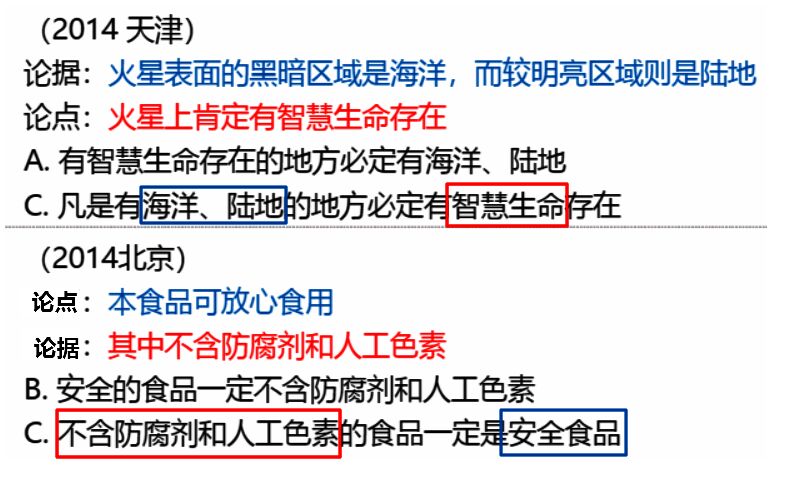 （2014 天津）
论据：火星表面的黑暗区域是海洋，而较明亮区域则是陆地
论点：火星上肯定有智慧生命存在
A. 有智慧生命存在的地方必定有海洋、陆地
C. 凡是有海洋、陆地的地方必定有智慧生命存在
（2014北京）
论点：本食品可放心食用
论据：其中不含防腐剂和人工色素
B. 安全的食品一定不含防腐剂和人工色素
C. 不含防腐剂和人工色素的食品一定是安全食品